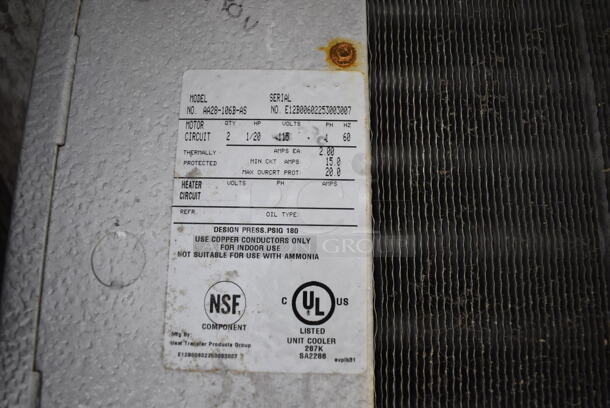 MODEL SERIAL
NO. AA28-106B-AS NO. E12B00602253003007
MOTOR QTY HP VOLTS PH HZ
CIRCUIT 2 1/20 115 - 1 60
THERMALLY AMPS EA: 2.00
PROTECTED MIN CKT AMPS: 15.0
MAX OVRCRT PROT: 20.0
HEATER VOLTS PH AMPS
CIRCUIT
REFR. OIL TYPE:
DESIGN PRESS.PSIG 180
USE COPPER CONDUCTORS ONLY
FOR INDOOR USE
NOT SUITABLE FOR USE WITH AMMONIA
GROUP
NSF
COMPONENT
C UL US
LISTED
UNIT COOLER
287K
SA2286
Mfg By
Heat Transfer Products Group
E12B00602253003007 evplb31